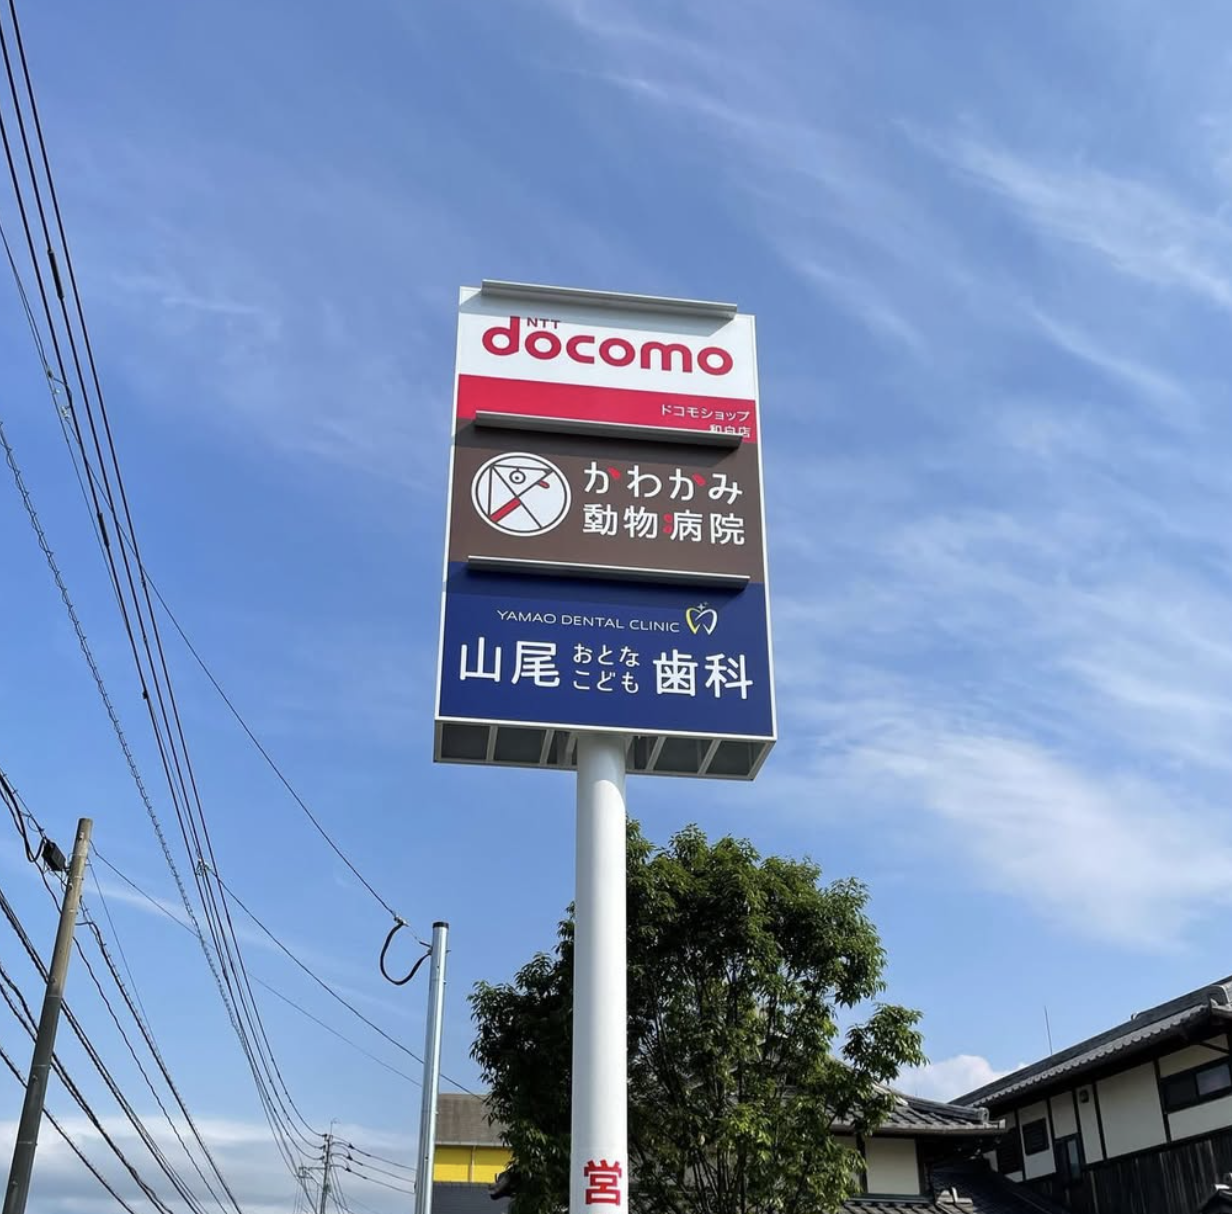 NTT
docomo
ドコモショップ
和白店
かわかみ
動物病院
YAMAO DENTAL CLINIC
山尾 おとな こども 歯科
営